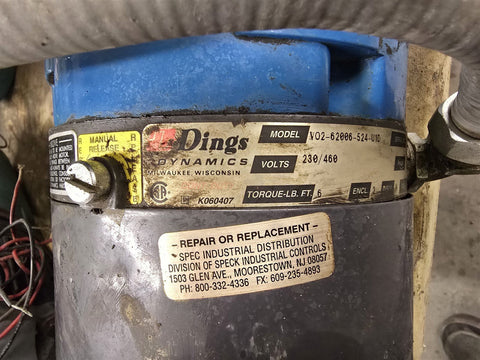 MANUAL
RELEASE
Dings
DYNAMICS
MILWAUKEE, WISCONSIN
K060407
MODEL VO2-62006-524-
VOLTS 230/460
TORQUE-LB. FT. 6 ENCL.
- REPAIR OR REPLACEMENT -
SPEC INDUSTRIAL DISTRIBUTION
DIVISION OF SPECK INDUSTRIAL CONTROLS
1503 GLEN AVE., MOORESTOWN, NJ 08057
PH: 800-332-4336 FX: 609-235-4893